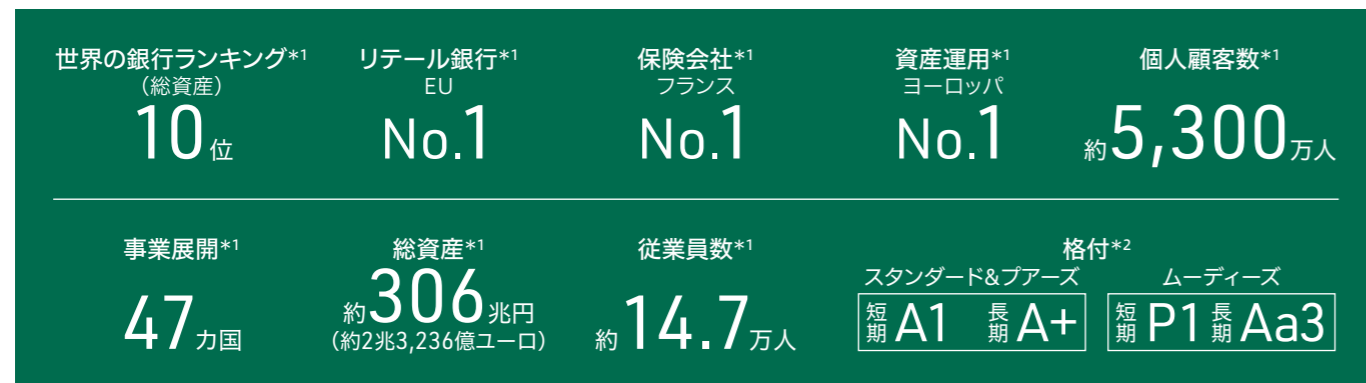 世界の銀行ランキング*1
（総資産）
10位
リテール銀行*1
EU
No.1
保険会社*1
フランス
No.1
資産運用*1
ヨーロッパ
No.1
個人顧客数*1
約5,300万人
事業展開*1
47カ国
総資産*1
約306兆円
（約2兆3,236億ユーロ）
従業員数*1
約14.7万人
格付*2
スタンダード&プアーズ
短期 A1 長期 A+
ムーディーズ
短期 P1 長期 Aa3